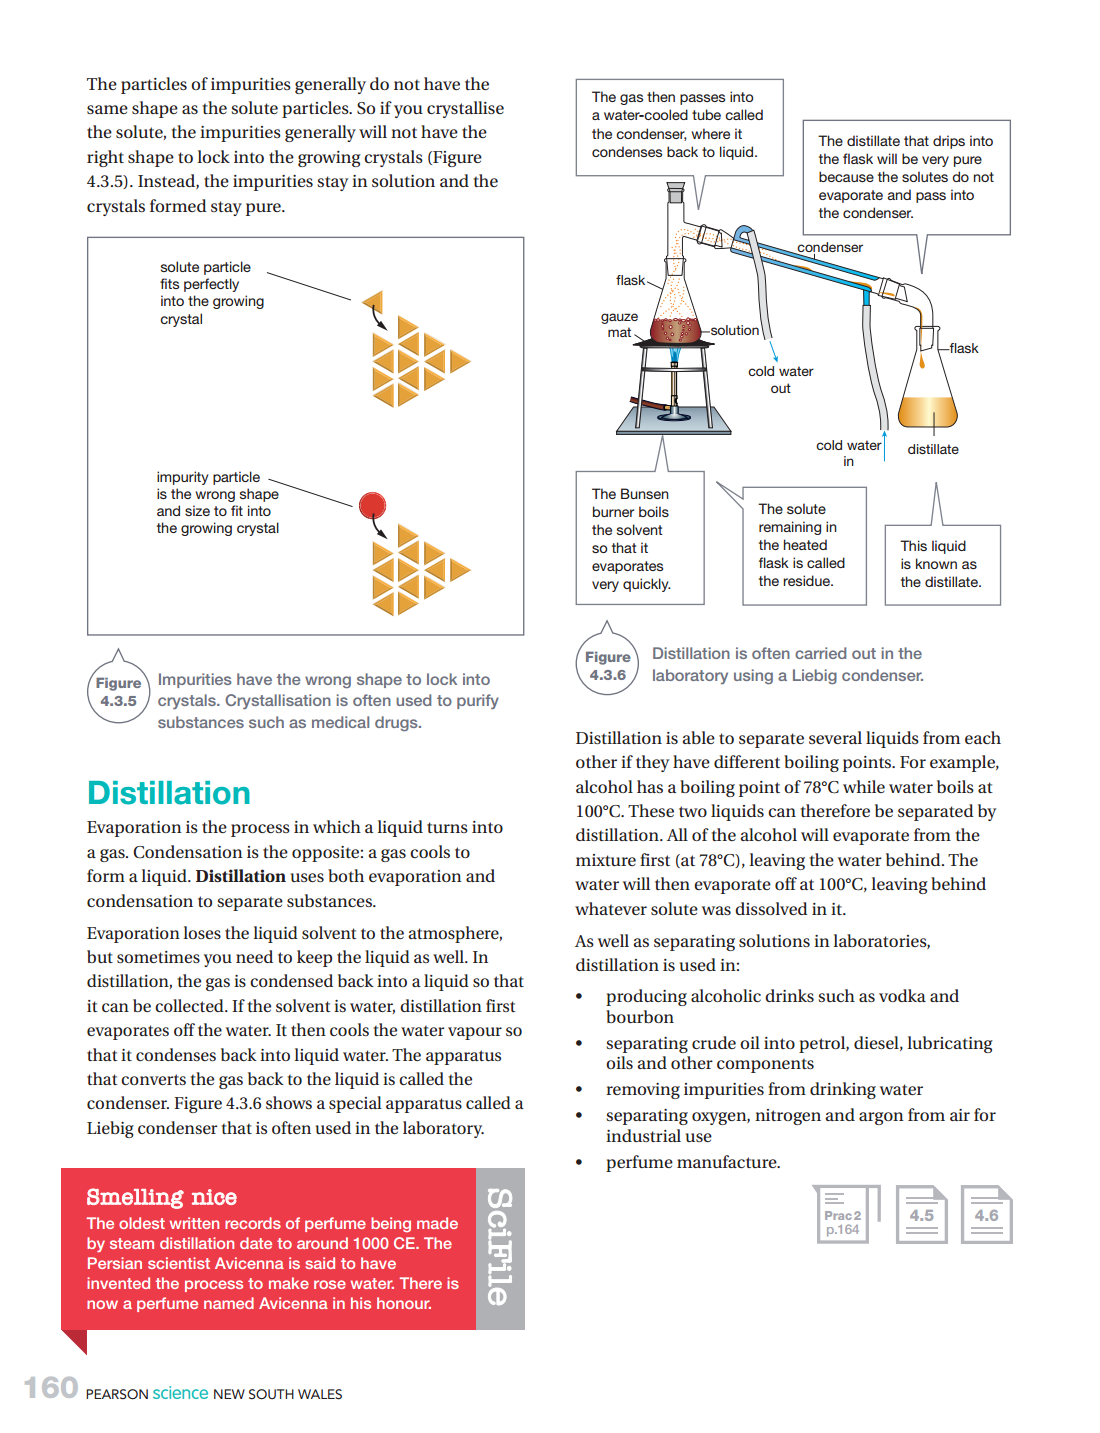 The particles of impurities generally do not have the
same shape as the solute particles. So if you crystallise
the solute, the impurities generally will not have the
right shape to lock into the growing crystals (Figure
4.3.5). Instead, the impurities stay in solution and the
crystals formed stay pure.
solute particle
fits perfectly
into the growing
crystal
impurity particle
is the wrong shape
and size to fit into
the growing crystal
Figure
4.3.5
Impurities have the wrong shape to lock into
crystals. Crystallisation is often used to purify
substances such as medical drugs.
Distillation
Evaporation is the process in which a liquid turns into
a gas. Condensation is the opposite: a gas cools to
form a liquid. Distillation uses both evaporation and
condensation to separate substances.
Evaporation loses the liquid solvent to the atmosphere,
but sometimes you need to keep the liquid as well. In
distillation, the gas is condensed back into a liquid so that
it can be collected. If the solvent is water, distillation first
evaporates off the water. It then cools the water vapour so
that it condenses back into liquid water. The apparatus
that converts the gas back to the liquid is called the
condenser. Figure 4.3.6 shows a special apparatus called a
Liebig condenser that is often used in the laboratory.
Smelling nice
The oldest written records of perfume being made
by steam distillation date to around 1000 CE. The
Persian scientist Avicenna is said to have
invented the process to make rose water. There is
now a perfume named Avicenna in his honour.
SciFile
The gas then passes into
a water-cooled tube called
the condenser, where it
condenses back to liquid.
The distillate that drips into
the flask will be very pure
because the solutes do not
evaporate and pass into
the condenser.
condenser
flask
gauze
mat
solution
flask
cold water
out
cold water
in
distillate
The Bunsen
burner boils
the solvent
so that it
evaporates
very quickly.
The solute
remaining in
the heated
flask is called
the residue.
This liquid
is known as
the distillate.
Figure
4.3.6
Distillation is often carried out in the
laboratory using a Liebig condenser.
Distillation is able to separate several liquids from each
other if they have different boiling points. For example,
alcohol has a boiling point of 78°C while water boils at
100°C. These two liquids can therefore be separated by
distillation. All of the alcohol will evaporate from the
mixture first (at 78°C), leaving the water behind. The
water will then evaporate off at 100°C, leaving behind
whatever solute was dissolved in it.
As well as separating solutions in laboratories,
distillation is used in:
• producing alcoholic drinks such as vodka and
bourbon
• separating crude oil into petrol, diesel, lubricating
oils and other components
• removing impurities from drinking water
• separating oxygen, nitrogen and argon from air for
industrial use
• perfume manufacture.
Prac 2
p.164
4.5
4.6
160 PEARSON science NEW SOUTH WALES